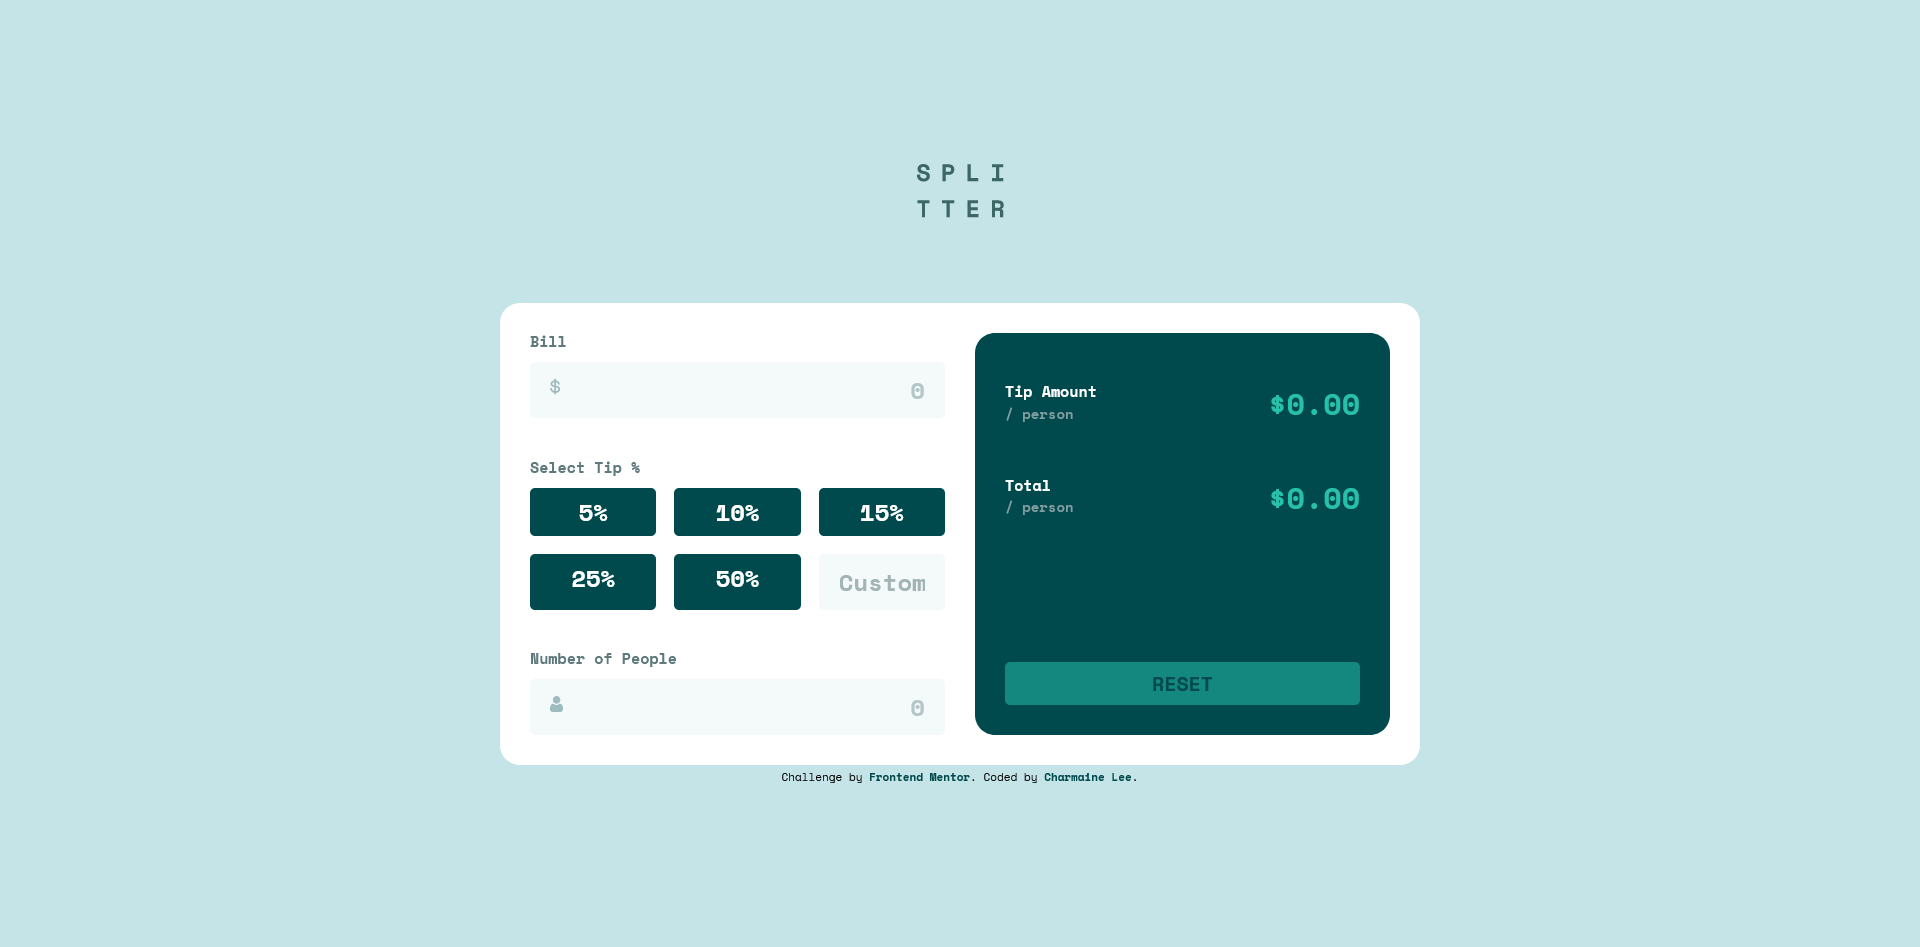 SPLI
TTER
Bill
$ 0
Select Tip %
5% 10% 15%
25% 50% Custom
Number of People
0
Tip Amount
/ person
$0.00
Total
/ person
$0.00
RESET
Challenge by Frontend Mentor. Coded by Charmaine Lee.